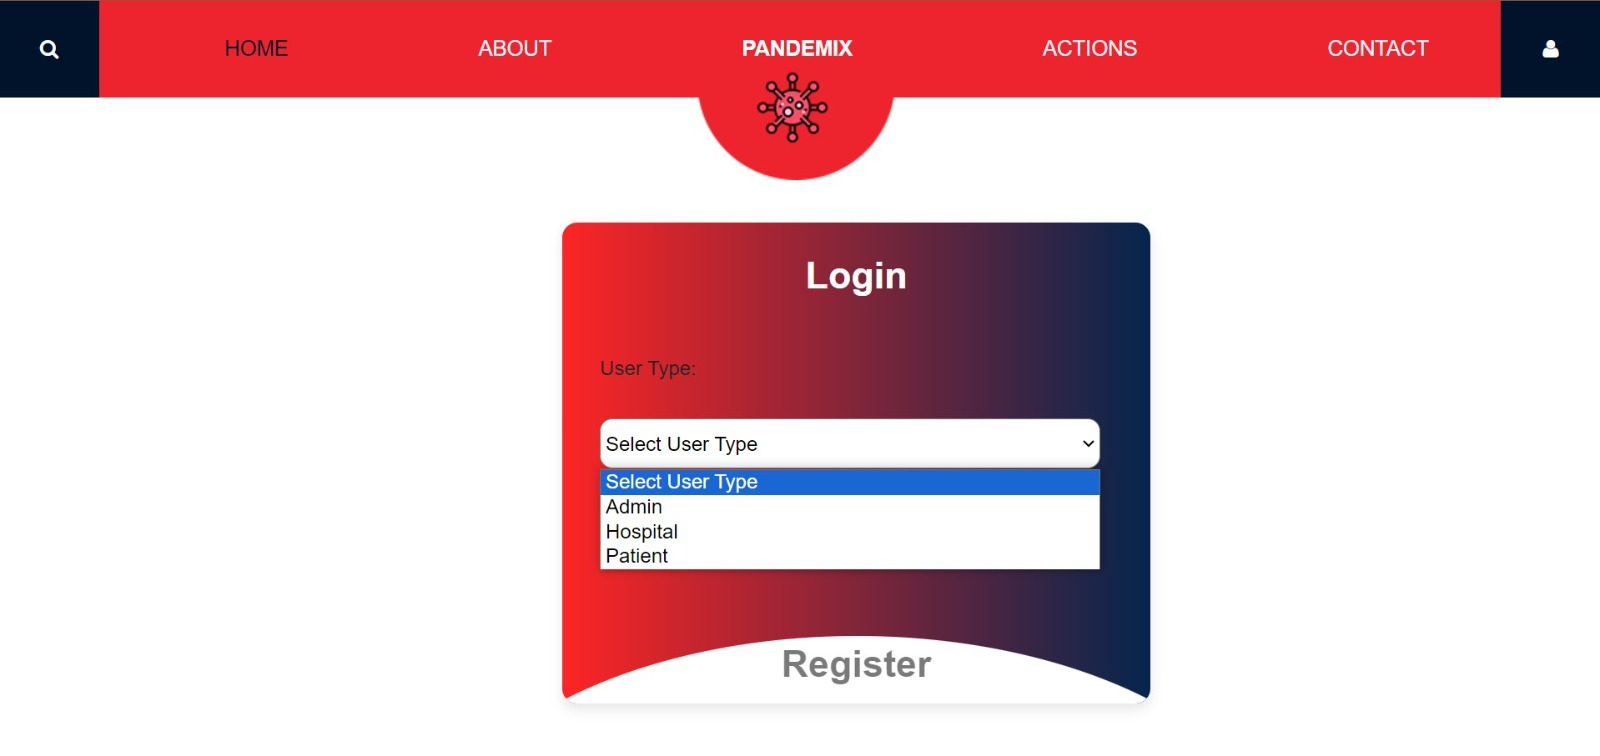 HOME ABOUT PANDEMIX ACTIONS CONTACT
Login
User Type:
Select User Type
Select User Type
Admin
Hospital
Patient
Register